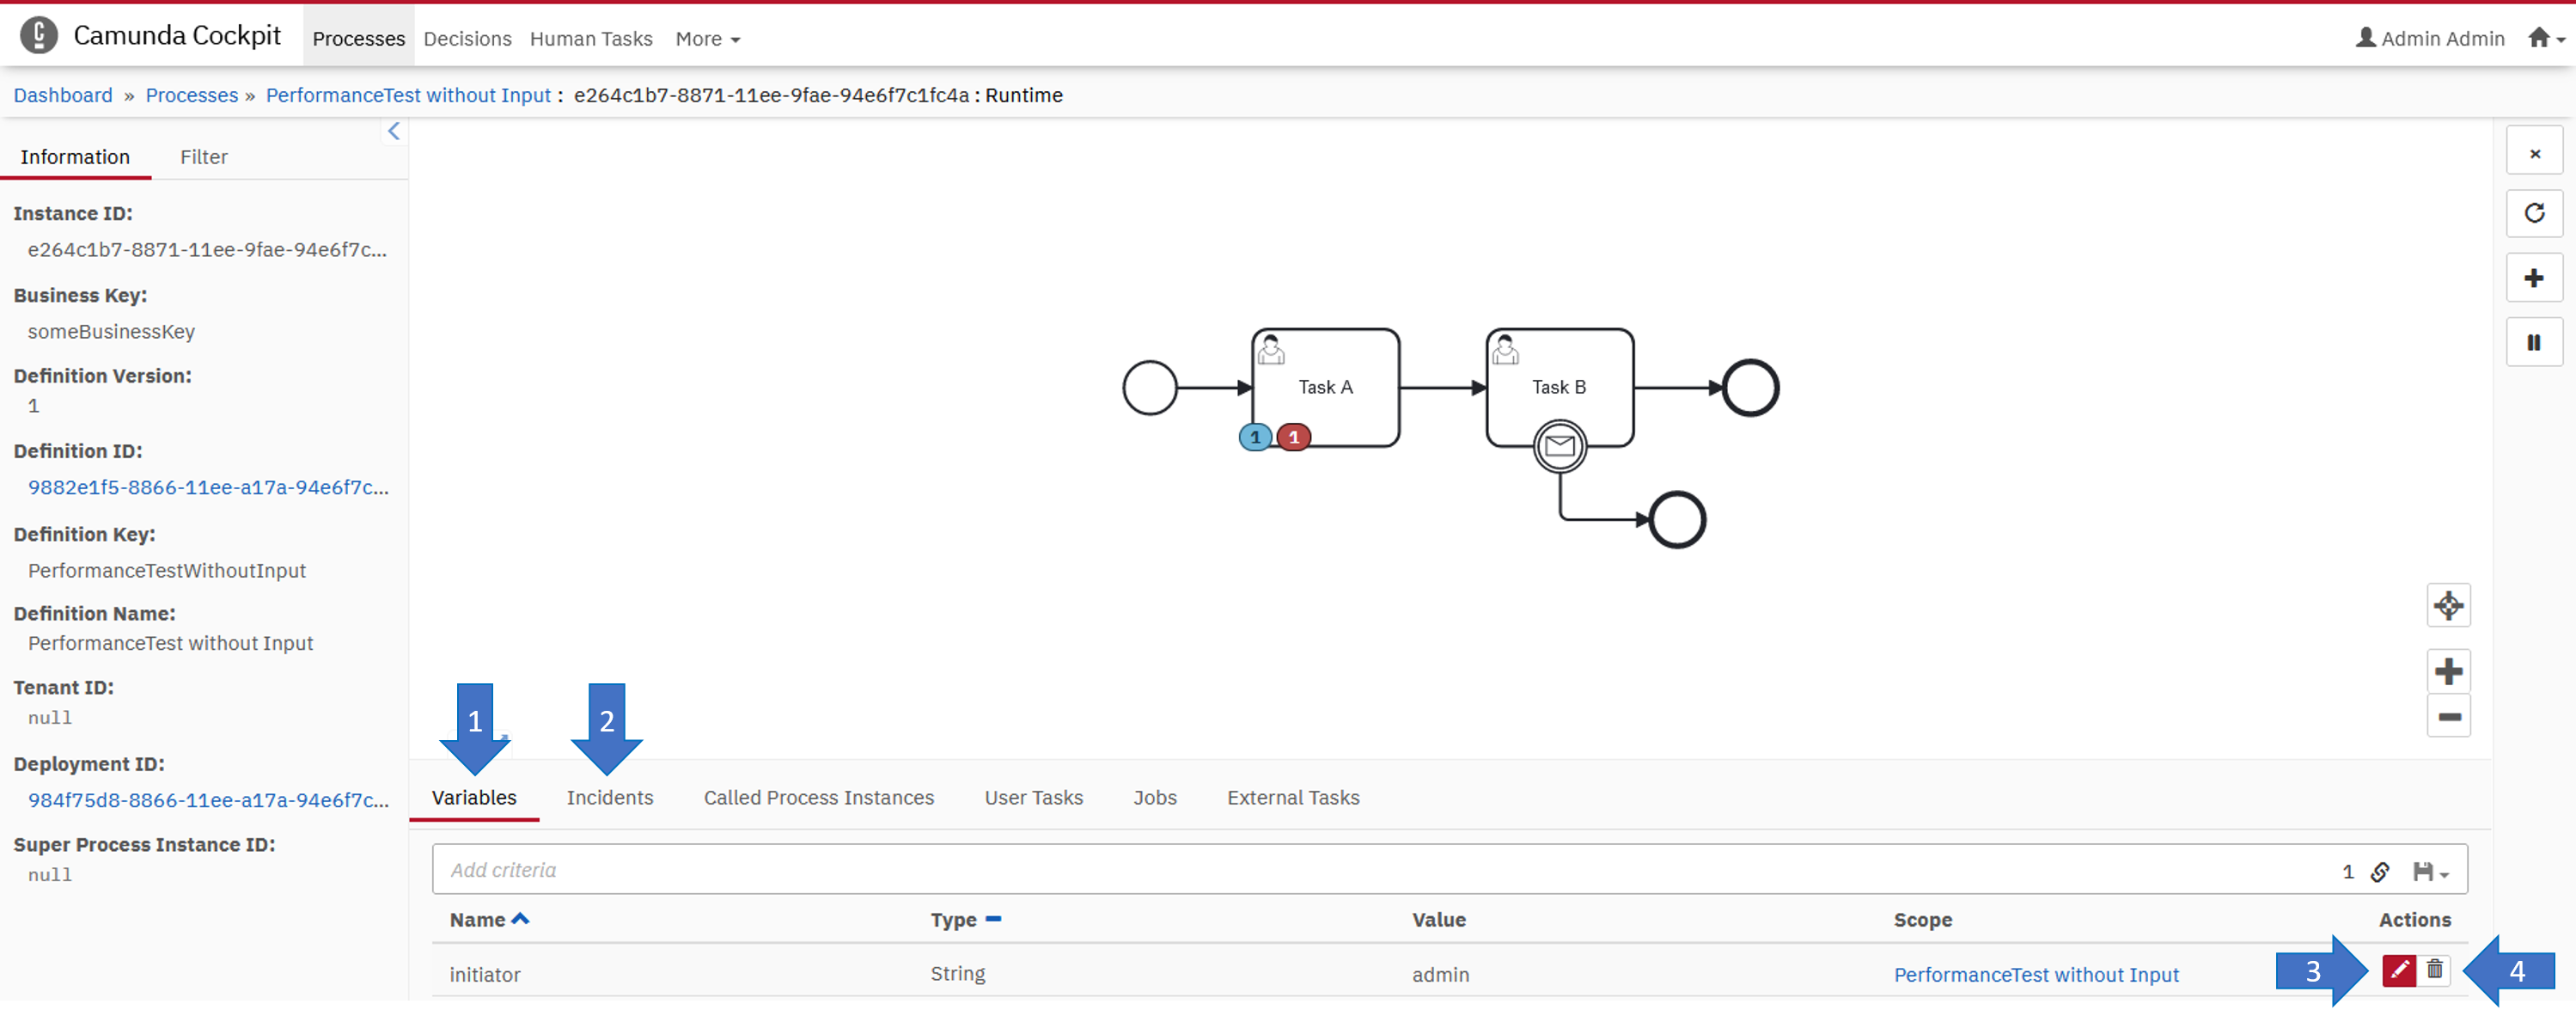 Camunda Cockpit Processes Decisions Human Tasks More Admin Admin
Dashboard » Processes » PerformanceTest without Input : e264c1b7-8871-11ee-9fae-94e6f7c1fc4a : Runtime
Information Filter
Instance ID:
e264c1b7-8871-11ee-9fae-94e6f7c...
Business Key:
someBusinessKey
Definition Version:
1
Definition ID:
9882e1f5-8866-11ee-a17a-94e6f7c...
Definition Key:
PerformanceTestWithoutInput
Definition Name:
PerformanceTest without Input
Tenant ID:
null
Deployment ID:
984f75d8-8866-11ee-a17a-94e6f7c...
Super Process Instance ID:
null
Task A
1 1
Task B
1 2
Variables Incidents Called Process Instances User Tasks Jobs External Tasks
Add criteria 1
Name Type Value Scope Actions
initiator String admin PerformanceTest without Input 3 4